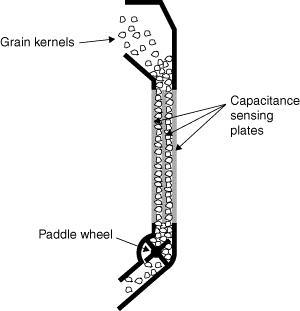 Grain kernels
Capacitance
sensing
plates
Paddle wheel